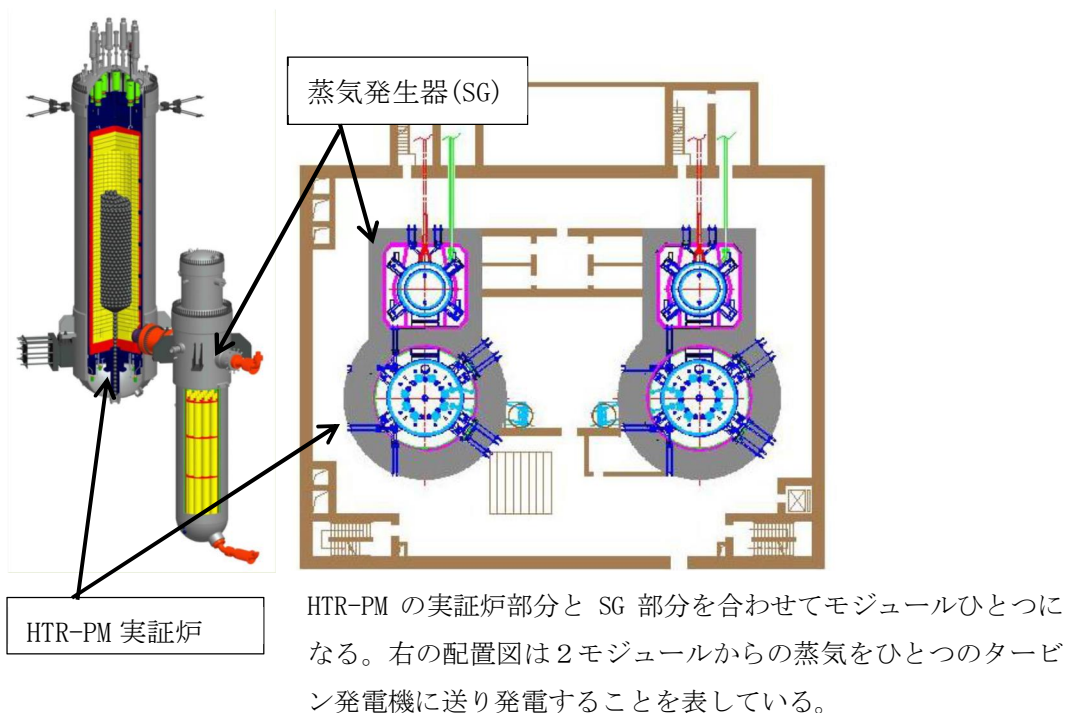 蒸気発生器(SG)
HTR-PM 実証炉
HTR-PM の実証炉部分と SG 部分を合わせてモジュールひとつに
なる。右の配置図は２モジュールからの蒸気をひとつのタービ
ン発電機に送り発電することを表している。